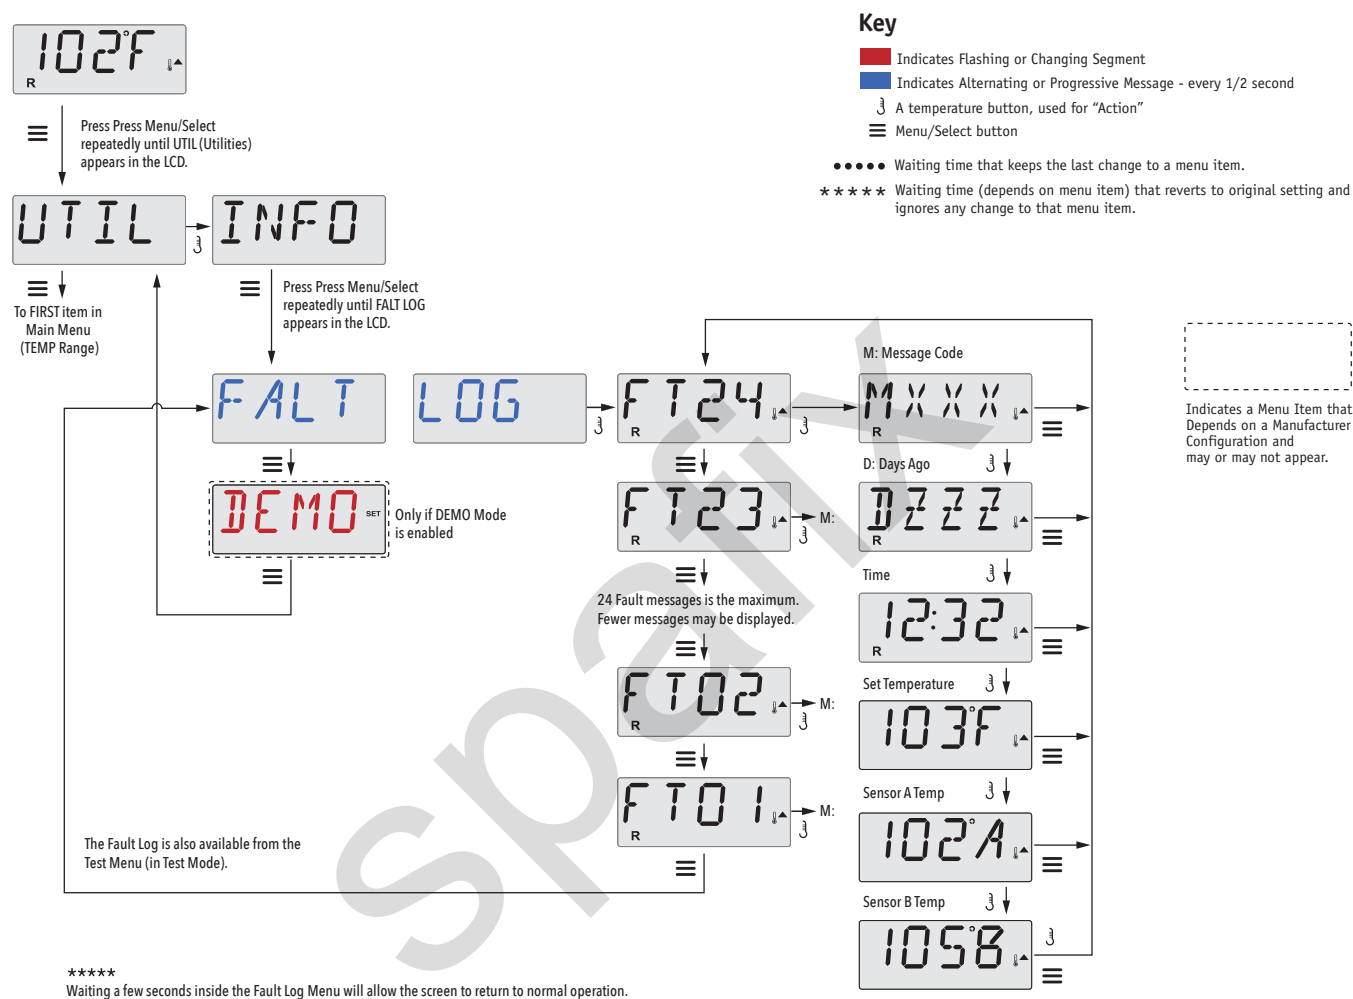 102°F
R
Press Press Menu/Select
repeatedly until UTIL (Utilities)
appears in the LCD.
Key
Indicates Flashing or Changing Segment
Indicates Alternating or Progressive Message - every 1/2 second
A temperature button, used for “Action”
Menu/Select button
Waiting time that keeps the last change to a menu item.
***** Waiting time (depends on menu item) that reverts to original setting and
ignores any change to that menu item.
UTIL
INFO
To FIRST item in
Main Menu
(TEMP Range)
Press Press Menu/Select
repeatedly until FALT LOG
appears in the LCD.
Indicates a Menu Item that
Depends on a Manufacturer
Configuration and
may or may not appear.
FALT
LOG
FT24
R
M: Message Code
MXXX
R
DEMO
SET
Only if DEMO Mode
is enabled
FT23
R
M:
D: Days Ago
DZZZ
R
24 Fault messages is the maximum.
Fewer messages may be displayed.
Time
12:32
R
FT02
R
M:
Set Temperature
103°F
FT01
R
M:
Sensor A Temp
102°A
Sensor B Temp
105°B
The Fault Log is also available from the
Test Menu (in Test Mode).
*****
Waiting a few seconds inside the Fault Log Menu will allow the screen to return to normal operation.
spafix